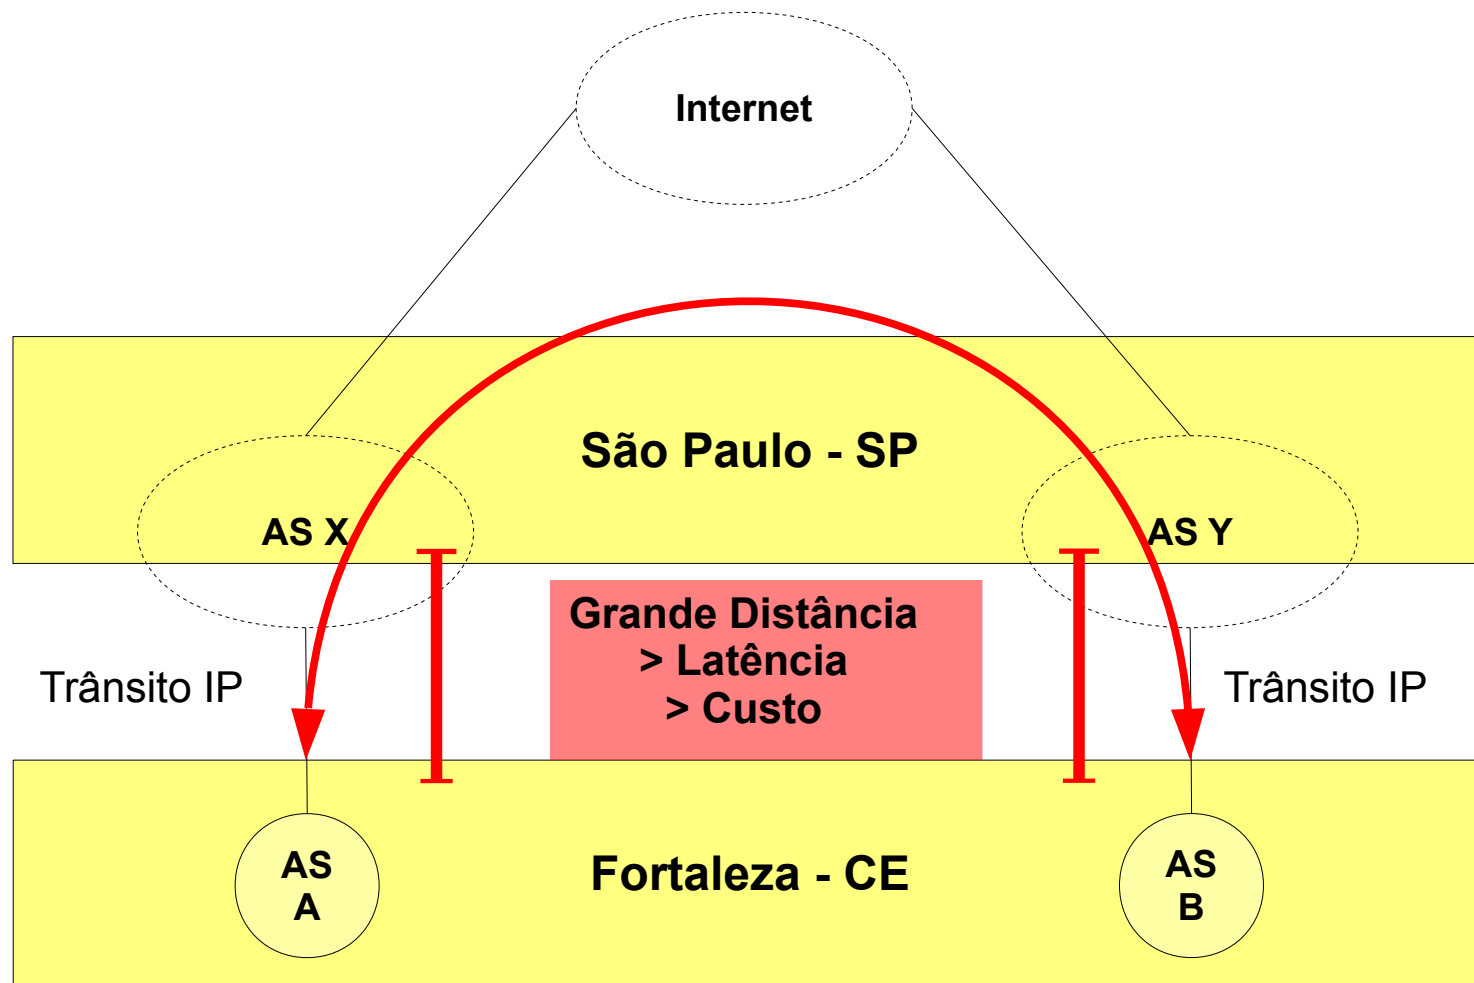 Internet
São Paulo - SP
AS X
AS Y
Grande Distância
> Latência
> Custo
Trânsito IP
Trânsito IP
Fortaleza - CE
AS
A
AS
B